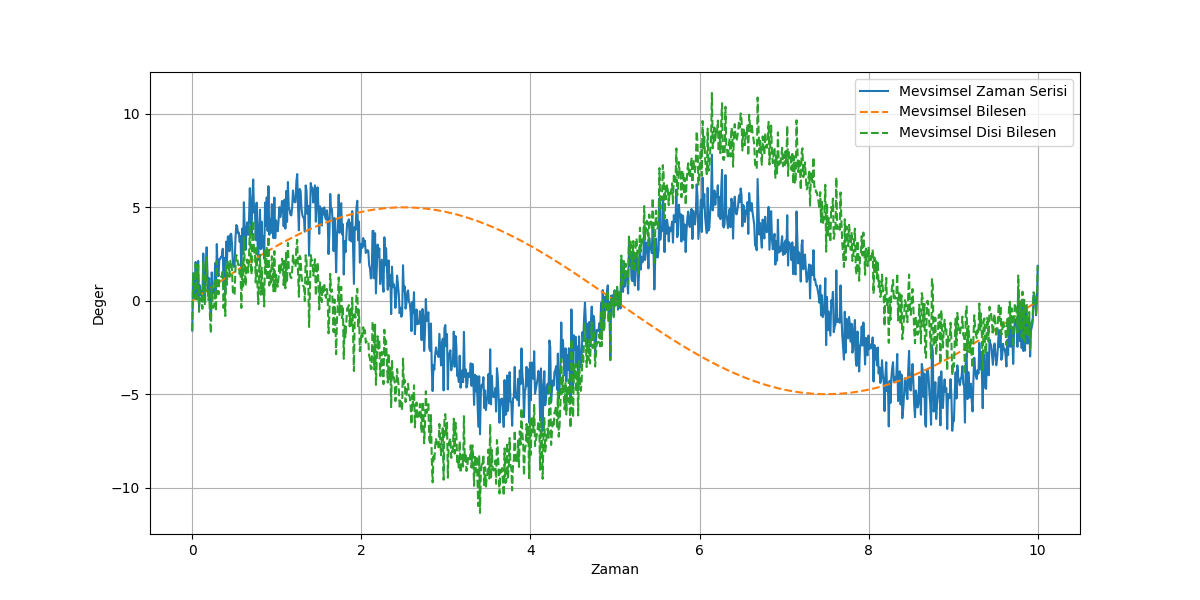 Mevsimsel Zaman Serisi
Mevsimsel Bilesen
Mevsimsel Disi Bilesen
Deger
10
5
0
−5
−10
0 2 4 6 8 10
Zaman